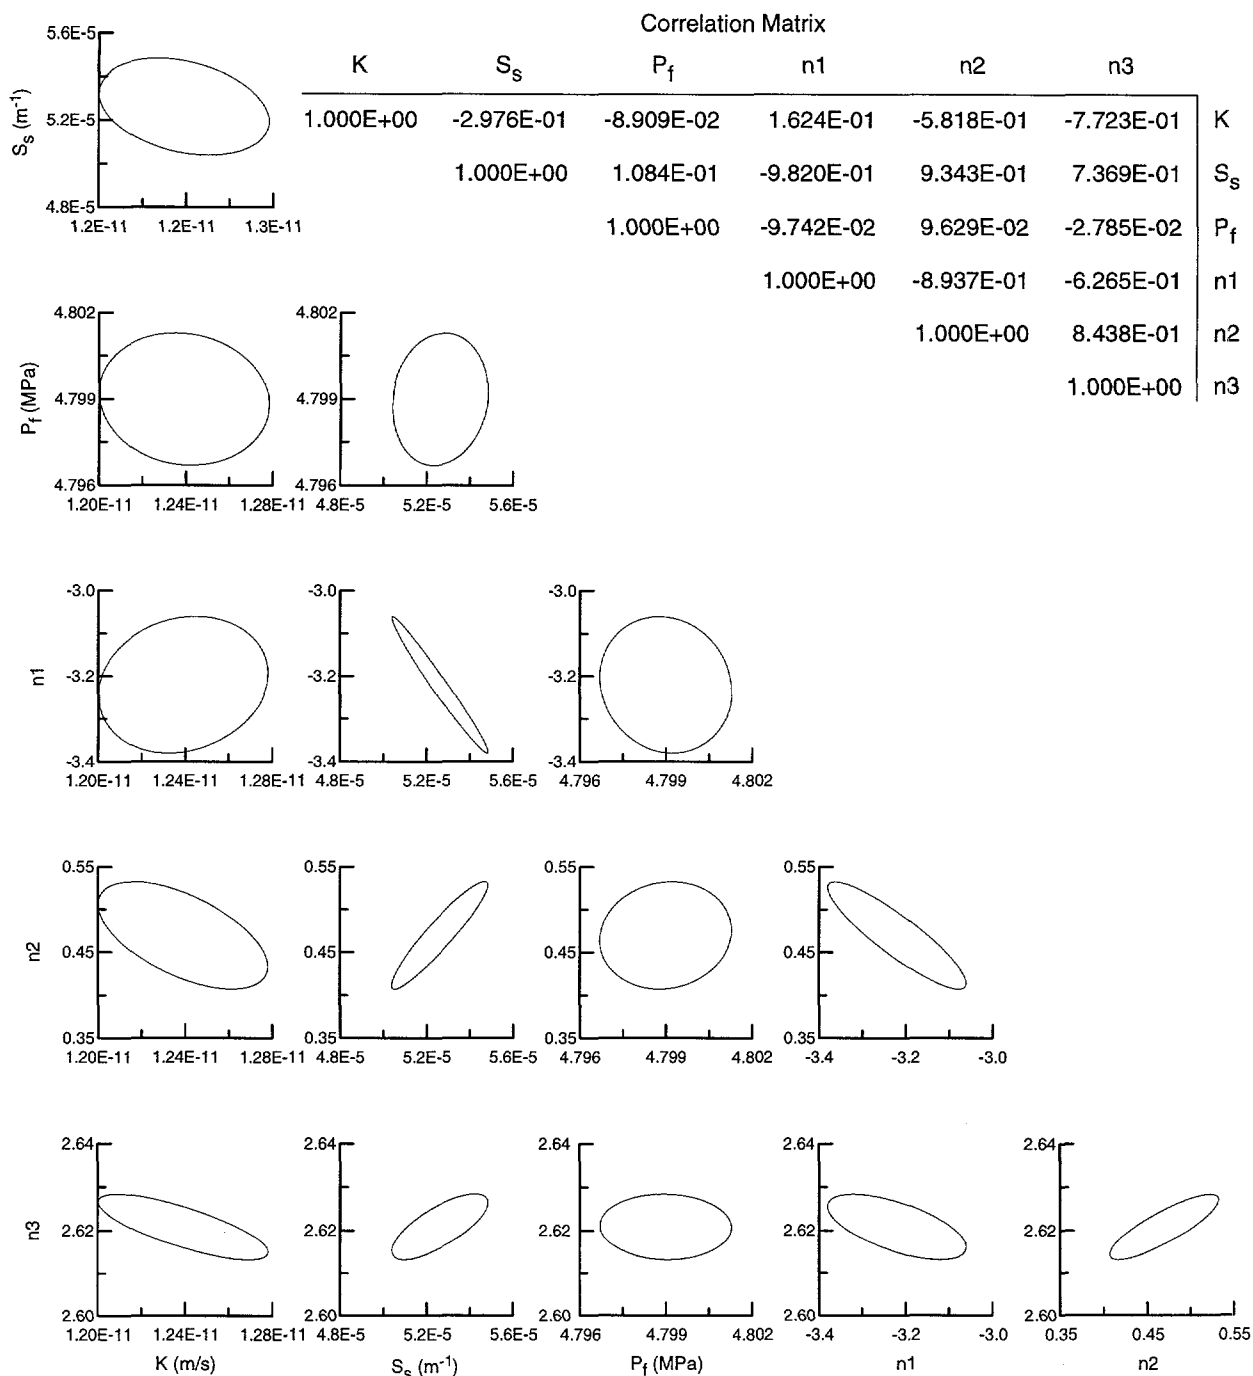 Correlation Matrix
K Ss Pf n1 n2 n3
1.000E+00 -2.976E-01 -8.909E-02 1.624E-01 -5.818E-01 -7.723E-01 K
1.000E+00 1.084E-01 -9.820E-01 9.343E-01 7.369E-01 Ss
1.000E+00 -9.742E-02 9.629E-02 -2.785E-02 Pf
1.000E+00 -8.937E-01 -6.265E-01 n1
1.000E+00 8.438E-01 n2
1.000E+00 n3
5.6E-5
Ss (m-1)
5.2E-5
4.8E-5
1.2E-11 1.2E-11 1.3E-11
4.802 4.802
Pf (MPa)
4.799 4.799
4.796 4.796
1.20E-11 1.24E-11 1.28E-11 4.8E-5 5.2E-5 5.6E-5
-3.0 -3.0 -3.0
n1
-3.2 -3.2 -3.2
-3.4 -3.4 -3.4
1.20E-11 1.24E-11 1.28E-11 4.8E-5 5.2E-5 5.6E-5 4.796 4.799 4.802
0.55 0.55 0.55 0.55
n2
0.45 0.45 0.45 0.45
0.35 0.35 0.35 0.35
1.20E-11 1.24E-11 1.28E-11 4.8E-5 5.2E-5 5.6E-5 4.796 4.799 4.802 -3.4 -3.2 -3.0
2.64 2.64 2.64 2.64 2.64
n3
2.62 2.62 2.62 2.62 2.62
2.60 2.60 2.60 2.60 2.60
1.20E-11 1.24E-11 1.28E-11 4.8E-5 5.2E-5 5.6E-5 4.796 4.799 4.802 -3.4 -3.2 -3.0 0.35 0.45 0.55
K (m/s) Ss (m-1) Pf (MPa) n1 n2